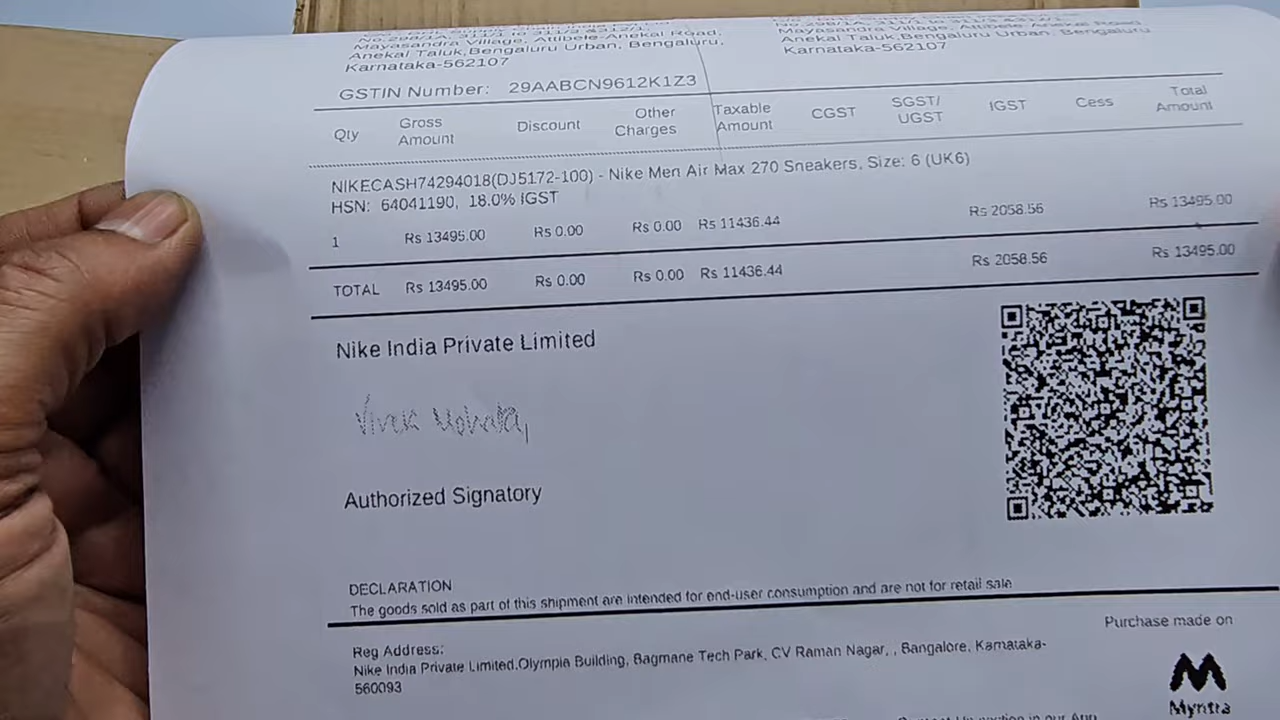 Mayasandra Village, Attibele-Anekal Road,
Anekal Taluk,Bengaluru Urban, Bengaluru,
Karnataka-562107
Mayasandra Village, Attibele-Anekal Road,
Anekal Taluk,Bengaluru Urban, Bengaluru
Karnataka-562107
GSTIN Number: 29AABCN9612K1Z3
Qty Gross Amount Discount Other Charges Taxable Amount CGST SGST/ UGST IGST Cess Total Amount
NIKECASH74294018(DJ5172-100) - Nike Men Air Max 270 Sneakers, Size: 6 (UK6)
HSN: 64041190, 18.0% IGST
1 Rs 13495.00 Rs 0.00 Rs 0.00 Rs 11436.44 Rs 2058.56 Rs 13495.00
TOTAL Rs 13495.00 Rs 0.00 Rs 0.00 Rs 11436.44 Rs 2058.56 Rs 13495.00
Nike India Private Limited
Authorized Signatory
DECLARATION
The goods sold as part of this shipment are intended for end-user consumption and are not for retail sale
Reg Address:
Nike India Private Limited,Olympia Building, Bagmane Tech Park, CV Raman Nagar, , Bangalore, Karnataka-
560093
Purchase made on
Myntra